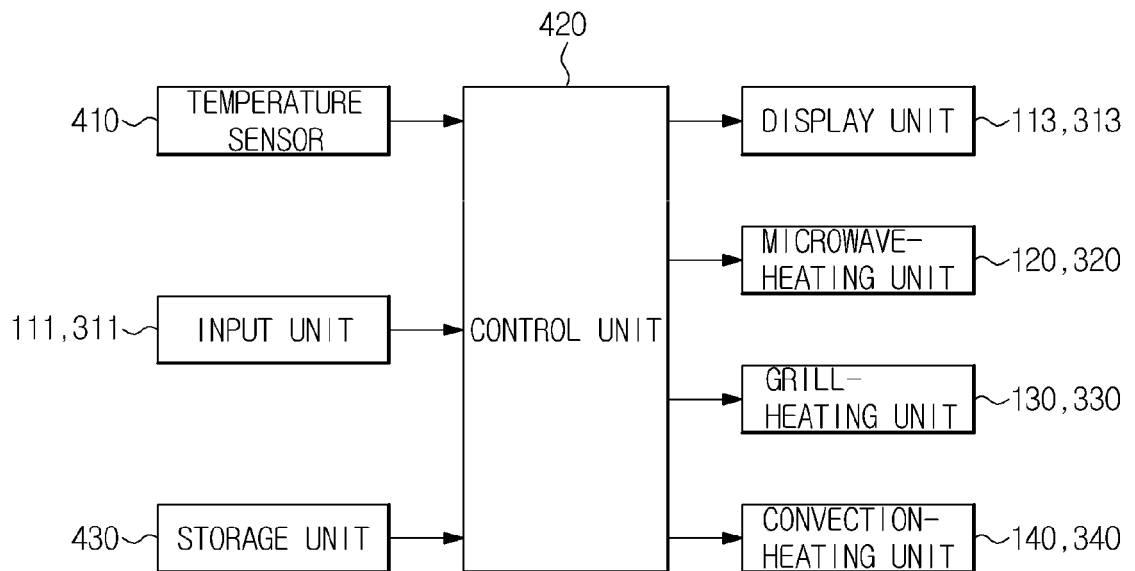 420
410
TEMPERATURE
SENSOR
DISPLAY UNIT
113,313
MICROWAVE-
HEATING UNIT
120,320
111,311
INPUT UNIT
CONTROL UNIT
GRILL-
HEATING UNIT
130,330
430
STORAGE UNIT
CONVECTION-
HEATING UNIT
140,340